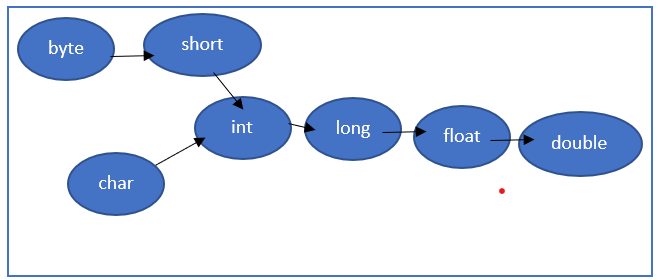 byte
short
int
long
float
double
char